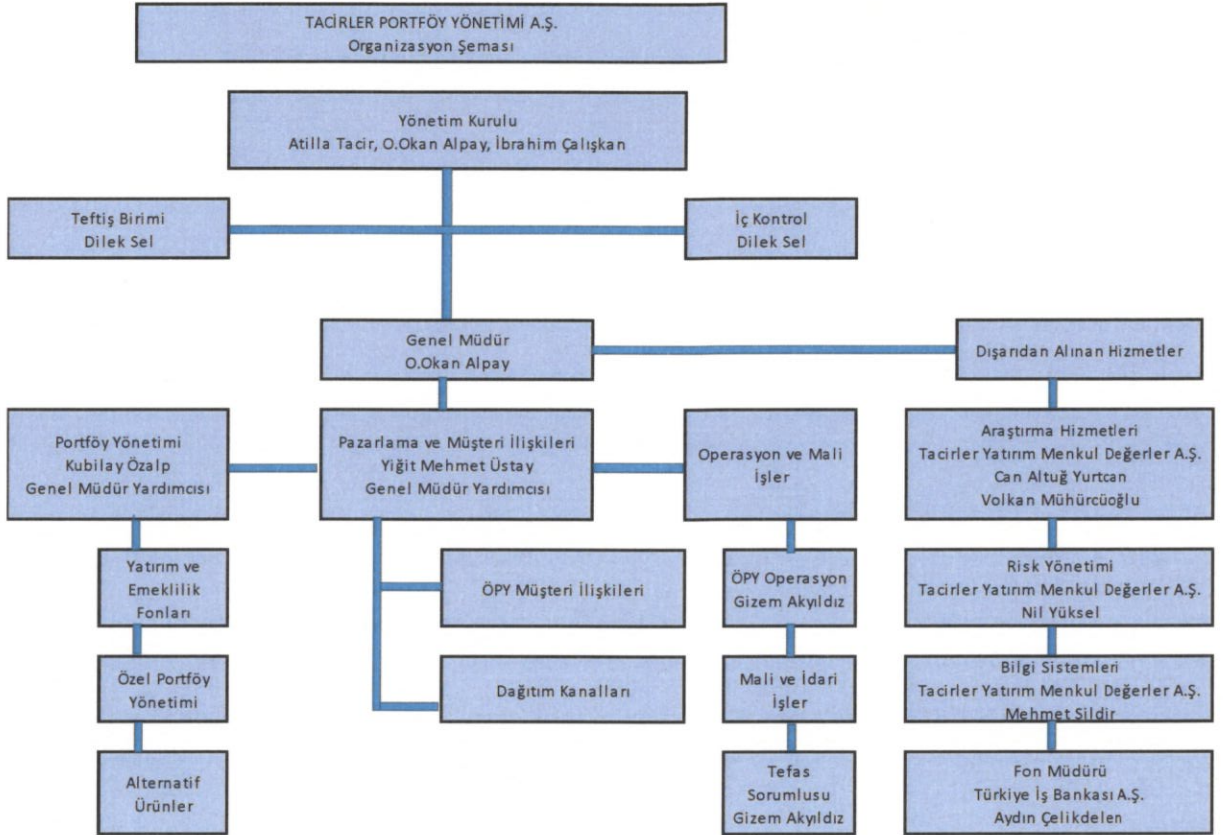 TACİRLER PORTFÖY YÖNETİMİ A.Ş.
Organizasyon Şeması
Yönetim Kurulu
Atilla Tacir, O.Okan Alpay, İbrahim Çalışkan
Teftiş Birimi
Dilek Sel
İç Kontrol
Dilek Sel
Genel Müdür
O.Okan Alpay
Dışarıdan Alınan Hizmetler
Portföy Yönetimi
Kubilay Özalp
Genel Müdür Yardımcısı
Pazarlama ve Müşteri İlişkileri
Yiğit Mehmet Üstay
Genel Müdür Yardımcısı
Operasyon ve Mali
İşler
Araştırma Hizmetleri
Tacirler Yatırım Menkul Değerler A.Ş.
Can Altuğ Yurtcan
Volkan Mühürcüoğlu
Yatırım ve
Emeklilik
Fonları
ÖPY Müşteri İlişkileri
ÖPY Operasyon
Gizem Akyıldız
Risk Yönetimi
Tacirler Yatırım Menkul Değerler A.Ş.
Nil Yüksel
Özel Portföy
Yönetimi
Dağıtım Kanalları
Mali ve İdari
İşler
Bilgi Sistemleri
Tacirler Yatırım Menkul Değerler A.Ş.
Mehmet Sildir
Alternatif
Ürünler
Tefas
Sorumlusu
Gizem Akyıldız
Fon Müdürü
Türkiye İş Bankası A.Ş.
Aydın Çelikdelen